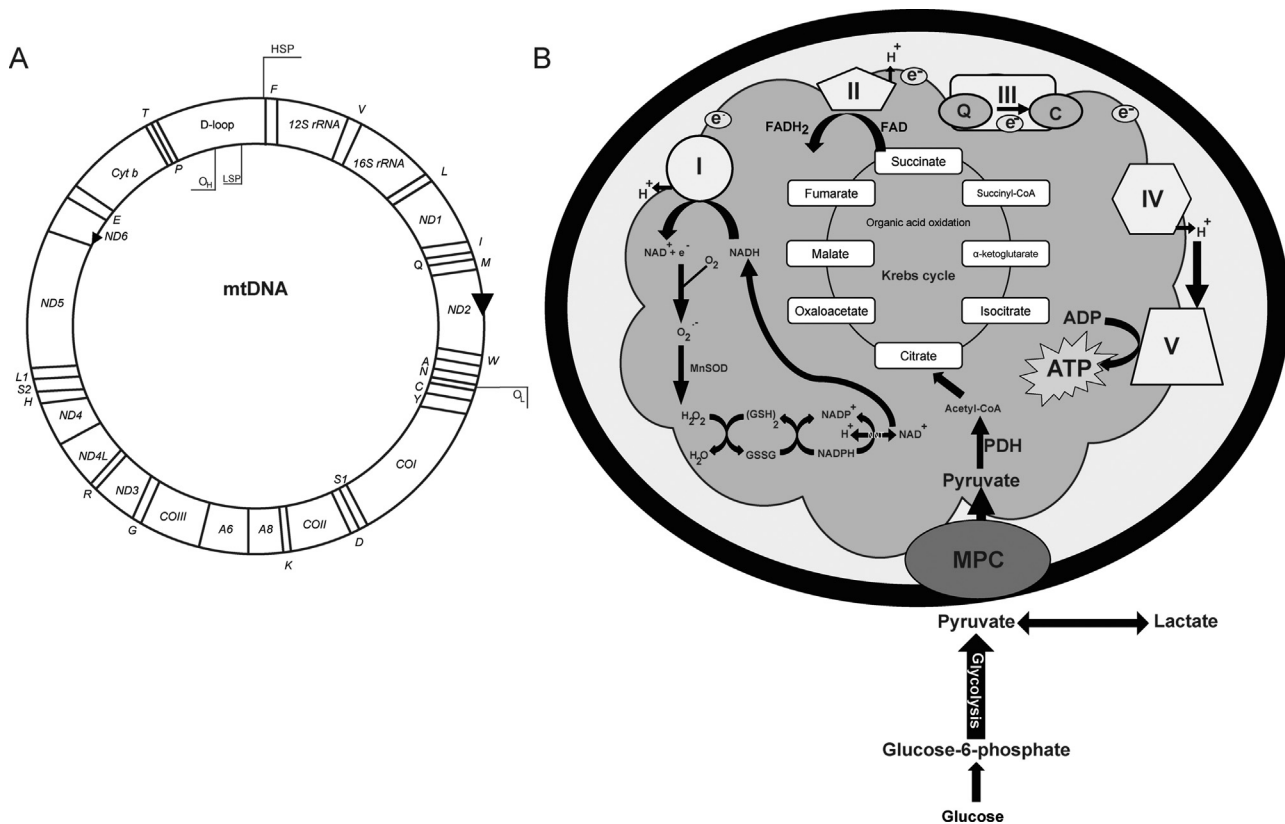 A
HSP
F
T
D-loop
12S rRNA
V
Cyt b
P
OH
LSP
16S rRNA
L
E
ND6
ND1
I
Q
M
ND5
mtDNA
ND2
A
W
N
L1
C
OL
S2
Y
H
ND4
COI
ND4L
S1
R
ND3
G
COIII
A6
A8
COII
D
K
B
H+
e-
II
III
Q
C
e-
e-
FADH2
FAD
e-
I
Succinate
H+
Fumarate
Succinyl-CoA
IV
Organic acid oxidation
H+
NAD+ + e-
NADH
Malate
α-ketoglutarate
O2
Krebs cycle
Oxaloacetate
Isocitrate
ADP
O2.-
V
Citrate
ATP
MnSOD
Acetyl-CoA
H2O2
(GSH)2
NADP+
H+
NNT
NAD+
PDH
H2O
GSSG
NADPH
Pyruvate
MPC
Pyruvate
Lactate
Glycolysis
Glucose-6-phosphate
Glucose